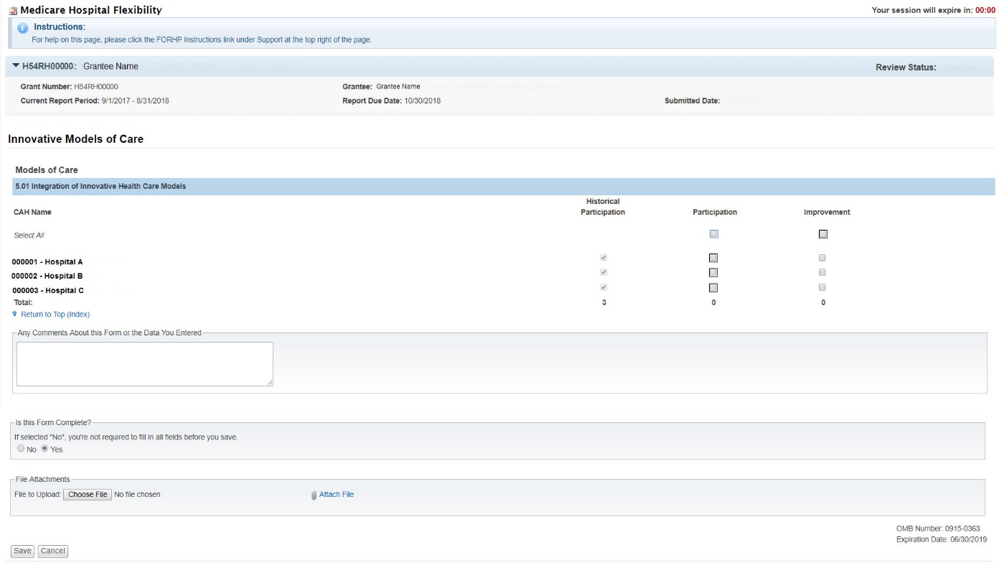 Medicare Hospital Flexibility
Your session will expire in: 00:00
Instructions:
For help on this page, please click the FORHP Instructions link under Support at the top right of the page.
H54RH00000: Grantee Name
Review Status:
Grant Number: H54RH00000
Grantee: Grantee Name
Current Report Period: 9/1/2017 - 8/31/2018
Report Due Date: 10/30/2018
Submitted Date:
Innovative Models of Care
Models of Care
5.01 Integration of Innovative Health Care Models
CAH Name
Historical
Participation
Participation
Improvement
Select All
000001 - Hospital A
000002 - Hospital B
000003 - Hospital C
Total: 3 0 0
Return to Top (Index)
Any Comments About this Form or the Data You Entered
Is this Form Complete?
If selected "No", you're not required to fill in all fields before you save.
No Yes
File Attachments
File to Upload: Choose File No file chosen
Attach File
OMB Number: 0915-0363
Expiration Date: 06/30/2019
Save Cancel